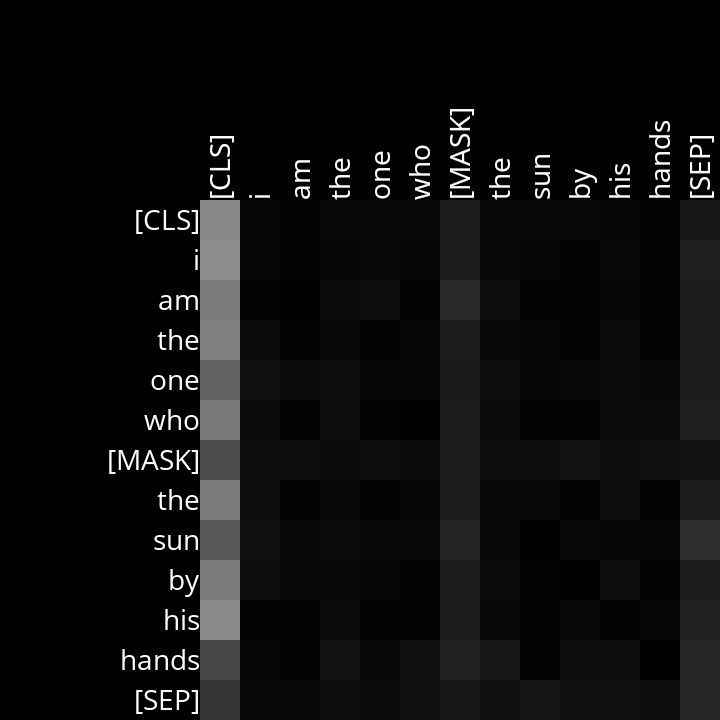 [CLS] i am the one who [MASK] the sun by his hands [SEP]
[CLS]
i
am
the
one
who
[MASK]
the
sun
by
his
hands
[SEP]